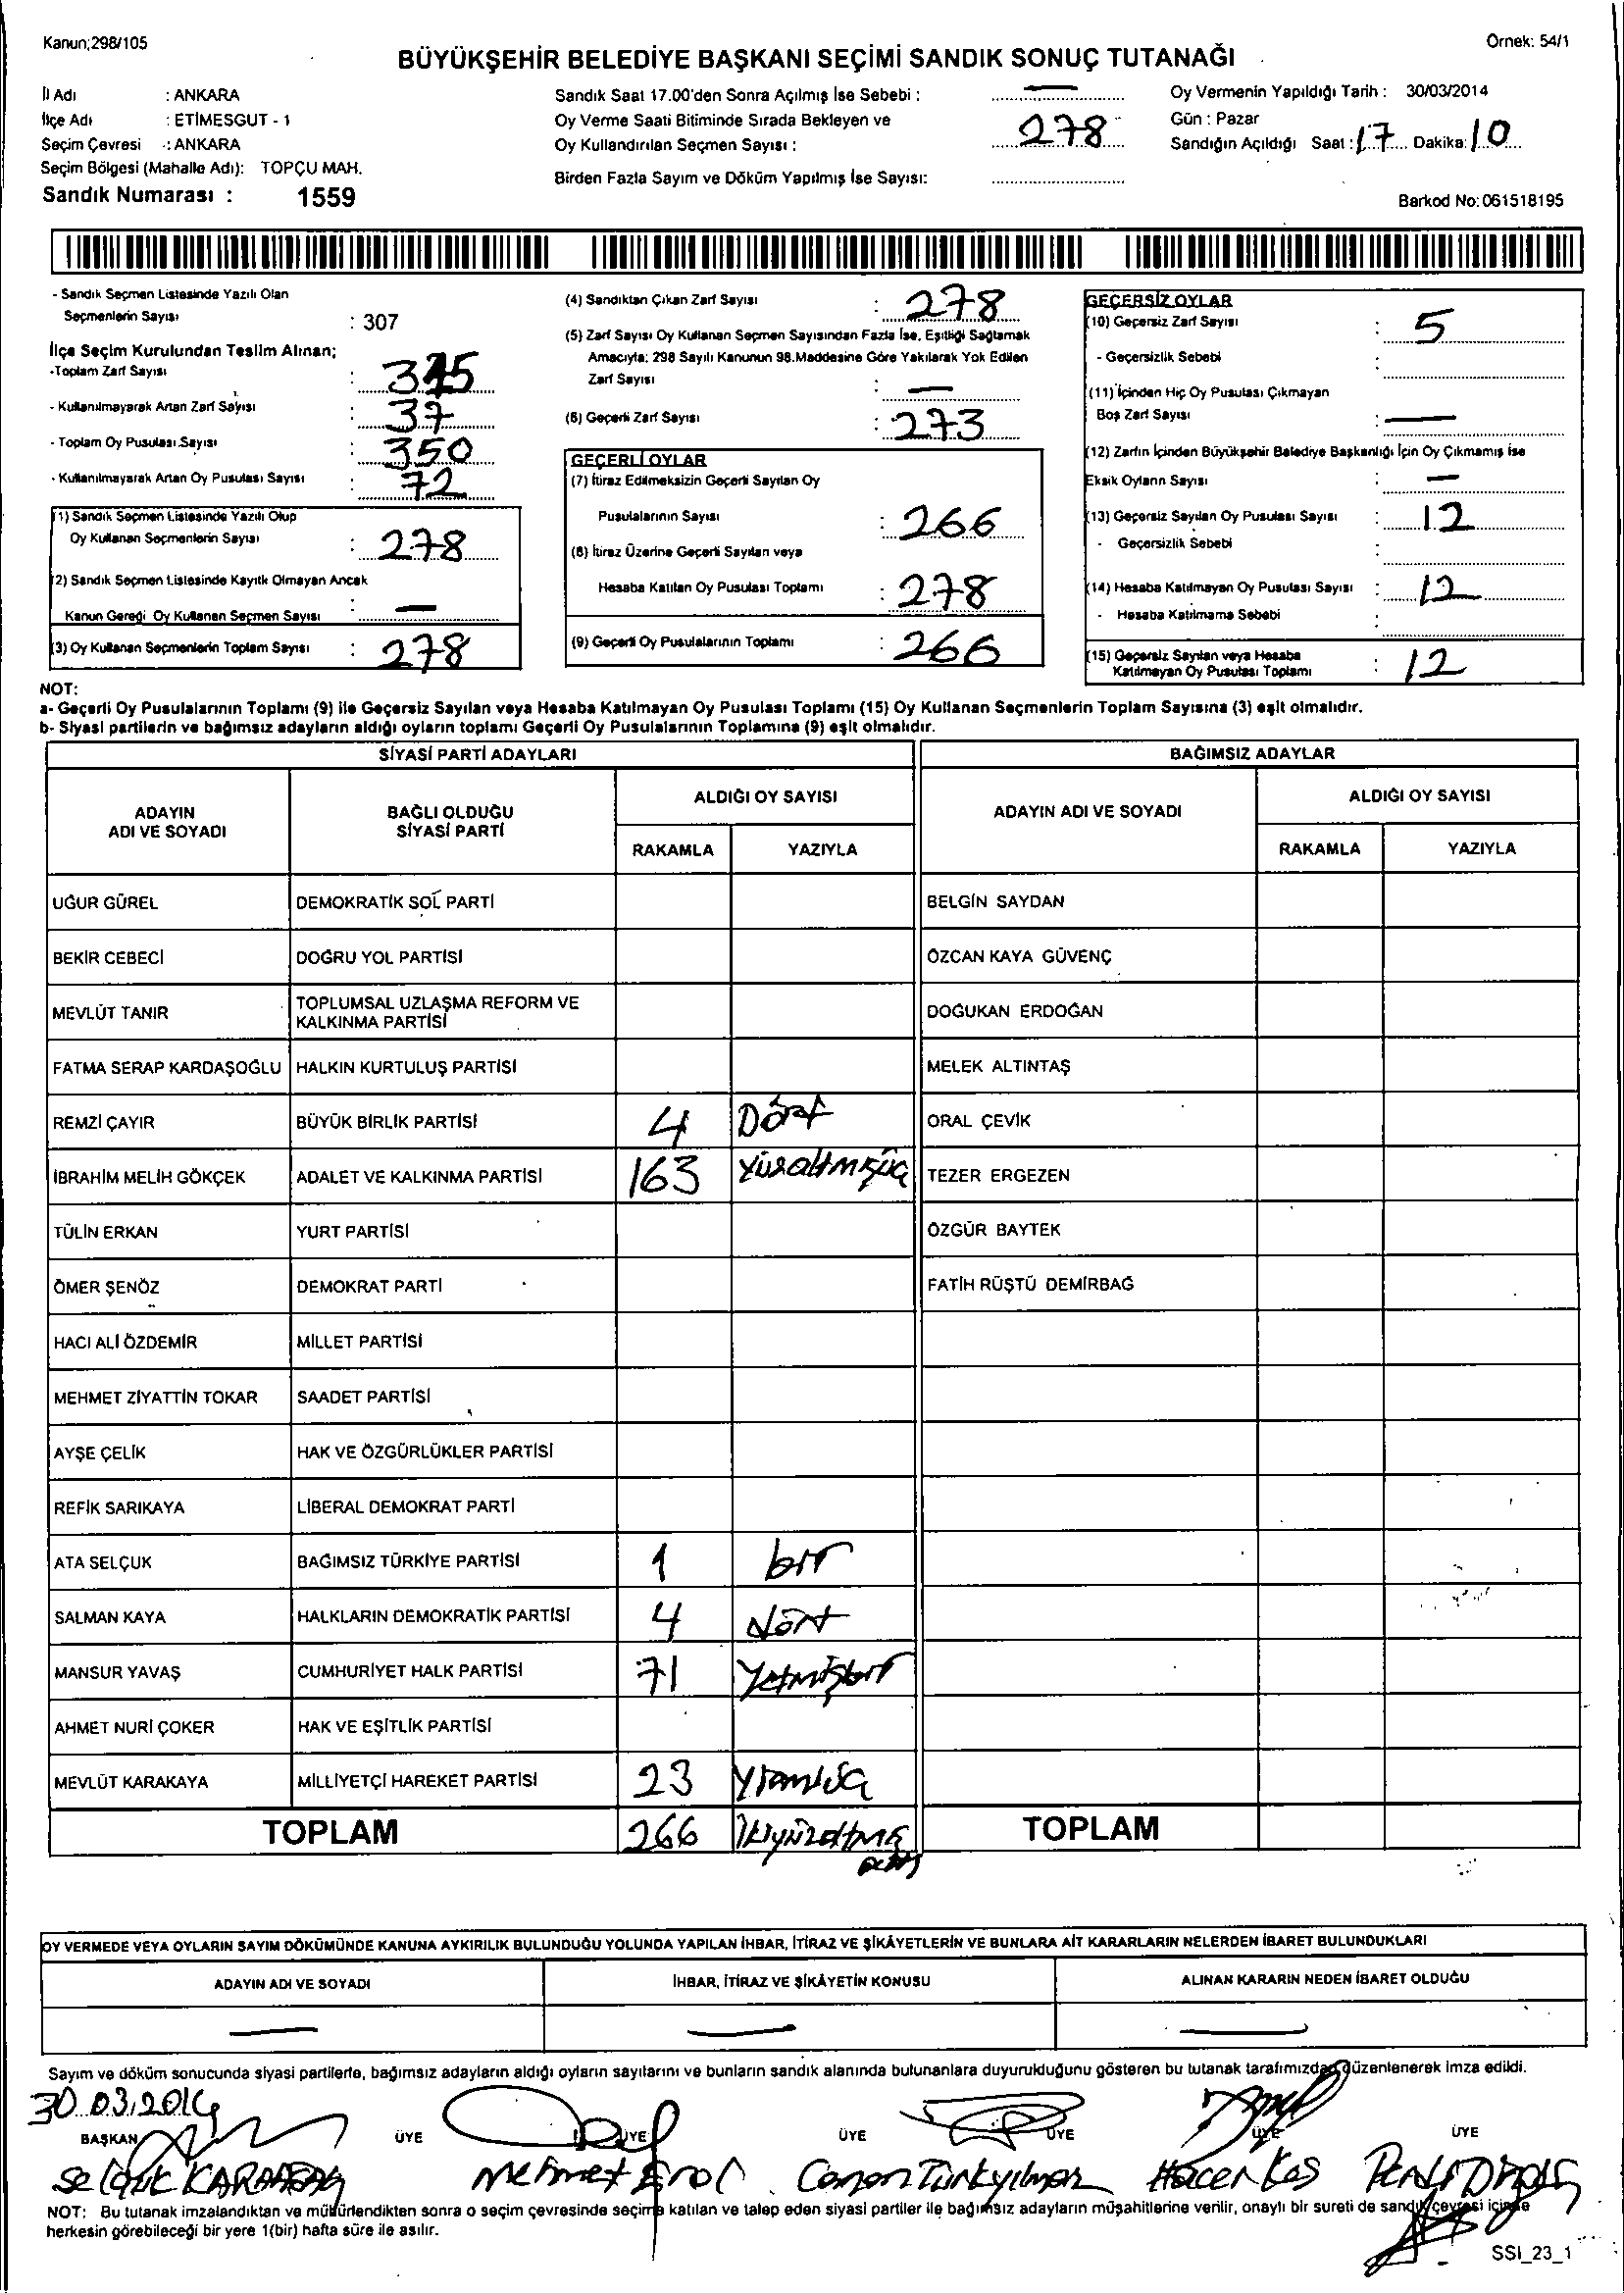 Kanun;298/105
Örnek: 54/1
BÜYÜKŞEHİR BELEDİYE BAŞKANI SEÇİMİ SANDIK SONUÇ TUTANAĞI
İl Adı : ANKARA
İlçe Adı : ETİMESGUT - 1
Seçim Çevresi : ANKARA
Seçim Bölgesi (Mahalle Adı): TOPÇU MAH.
Sandık Numarası : 1559
Sandık Saat 17.00'den Sonra Açılmış İse Sebebi : —
Oy Verme Saati Bitiminde Sırada Bekleyen ve
Oy Kullandırılan Seçmen Sayısı : 278
Birden Fazla Sayım ve Döküm Yapılmış İse Sayısı:
Oy Vermenin Yapıldığı Tarih : 30/03/2014
Gün : Pazar
Sandığın Açıldığı Saat : 17 Dakika: 10
Barkod No: 061518195
- Sandık Seçmen Listesinde Yazılı Olan
Seçmenlerin Sayısı : 307
İlçe Seçim Kurulundan Teslim Alınan;
-Toplam Zarf Sayısı :
- Kullanılmayarak Artan Zarf Sayısı : 37
- Toplam Oy Pusulası Sayısı : 350
- Kullanılmayarak Artan Oy Pusulası Sayısı : 72
(1) Sandık Seçmen Listesinde Yazılı Olup
Oy Kullanan Seçmenlerin Sayısı : 278
(2) Sandık Seçmen Listesinde Kayıtlı Olmayan Ancak
Kanun Gereği Oy Kullanan Seçmen Sayısı : —
(3) Oy Kullanan Seçmenlerin Toplam Sayısı : 278
(4) Sandıktan Çıkan Zarf Sayısı : 278
(5) Zarf Sayısı Oy Kullanan Seçmen Sayısından Fazla İse, Eşitliği Sağlamak
Amacıyla; 298 Sayılı Kanunun 98.Maddesine Göre Yakılarak Yok Edilen
Zarf Sayısı : —
(6) Geçerli Zarf Sayısı : 273
GEÇERLİ OYLAR
(7) İtiraz Edilmeksizin Geçerli Sayılan Oy
Pusulalarının Sayısı : 266
(8) İtiraz Üzerine Geçerli Sayılan veya
Hesaba Katılan Oy Pusulası Toplamı : 278
(9) Geçerli Oy Pusulalarının Toplamı : 266
GEÇERSİZ OYLAR
(10) Geçersiz Zarf Sayısı : 5
- Geçersizlik Sebebi :
(11) İçinden Hiç Oy Pusulası Çıkmayan
Boş Zarf Sayısı : —
(12) Zarfın İçinden Büyükşehir Belediye Başkanlığı İçin Oy Çıkmamış İse
Eksik Oyların Sayısı : —
(13) Geçersiz Sayılan Oy Pusulası Sayısı : 12
- Geçersizlik Sebebi :
(14) Hesaba Katılmayan Oy Pusulası Sayısı : 12
- Hesaba Katılmama Sebebi :
(15) Geçersiz Sayılan veya Hesaba
Katılmayan Oy Pusulası Toplamı : 12
NOT:
a- Geçerli Oy Pusulalarının Toplamı (9) ile Geçersiz Sayılan veya Hesaba Katılmayan Oy Pusulası Toplamı (15) Oy Kullanan Seçmenlerin Toplam Sayısına (3) eşit olmalıdır.
b- Siyasi partilerin ve bağımsız adayların aldığı oyların toplamı Geçerli Oy Pusulalarının Toplamına (9) eşit olmalıdır.
SİYASİ PARTİ ADAYLARI BAĞIMSIZ ADAYLAR
ADAYIN ADI VE SOYADI
BAĞLI OLDUĞU SİYASİ PARTİ
ALDIĞI OY SAYISI
RAKAMLA YAZIYLA
ADAYIN ADI VE SOYADI
ALDIĞI OY SAYISI
RAKAMLA YAZIYLA
UĞUR GÜREL DEMOKRATİK SOL PARTİ BELGİN SAYDAN
BEKİR CEBECİ DOĞRU YOL PARTİSİ ÖZCAN KAYA GÜVENÇ
MEVLÜT TANIR TOPLUMSAL UZLAŞMA REFORM VE KALKINMA PARTİSİ DOĞUKAN ERDOĞAN
FATMA SERAP KARDAŞOĞLU HALKIN KURTULUŞ PARTİSİ MELEK ALTINTAŞ
REMZİ ÇAYIR BÜYÜK BİRLİK PARTİSİ 4 Dört ORAL ÇEVİK
İBRAHİM MELİH GÖKÇEK ADALET VE KALKINMA PARTİSİ 163 yüzaltmışüç TEZER ERGEZEN
TÜLİN ERKAN YURT PARTİSİ ÖZGÜR BAYTEK
ÖMER ŞENÖZ DEMOKRAT PARTİ FATİH RÜŞTÜ DEMİRBAĞ
HACI ALİ ÖZDEMİR MİLLET PARTİSİ
MEHMET ZİYATTİN TOKAR SAADET PARTİSİ
AYŞE ÇELİK HAK VE ÖZGÜRLÜKLER PARTİSİ
REFİK SARIKAYA LİBERAL DEMOKRAT PARTİ
ATA SELÇUK BAĞIMSIZ TÜRKİYE PARTİSİ 1 bir
SALMAN KAYA HALKLARIN DEMOKRATİK PARTİSİ 4 dört
MANSUR YAVAŞ CUMHURİYET HALK PARTİSİ 71 Yetmişbir
AHMET NURİ ÇOKER HAK VE EŞİTLİK PARTİSİ
MEVLÜT KARAKAYA MİLLİYETÇİ HAREKET PARTİSİ 23
TOPLAM 266 İkiyüzaltmış TOPLAM
altı
OY VERMEDE VEYA OYLARIN SAYIM DÖKÜMÜNDE KANUNA AYKIRILIK BULUNDUĞU YOLUNDA YAPILAN İHBAR, İTİRAZ VE ŞİKÂYETLERİN VE BUNLARA AİT KARARLARIN NELERDEN İBARET BULUNDUKLARI
ADAYIN ADI VE SOYADI İHBAR, İTİRAZ VE ŞİKÂYETİN KONUSU ALINAN KARARIN NEDEN İBARET OLDUĞU
— — —
Sayım ve döküm sonucunda siyasi partilerle, bağımsız adayların aldığı oyların sayılarını ve bunların sandık alanında bulunanlara duyurulduğunu gösteren bu tutanak tarafımızdan düzenlenerek imza edildi.
30.03.2014
BAŞKAN ÜYE ÜYE ÜYE ÜYE ÜYE ÜYE
Selçuk Mehmet Erol Canan Türkyılmaz Hacer Kas
NOT: Bu tutanak imzalandıktan ve mühürlendikten sonra o seçim çevresinde seçime katılan ve talep eden siyasi partiler ile bağımsız adayların müşahitlerine verilir, onaylı bir sureti de sandık çevresi içinde
herkesin görebileceği bir yere 1(bir) hafta süre ile asılır.
SSI_23_1